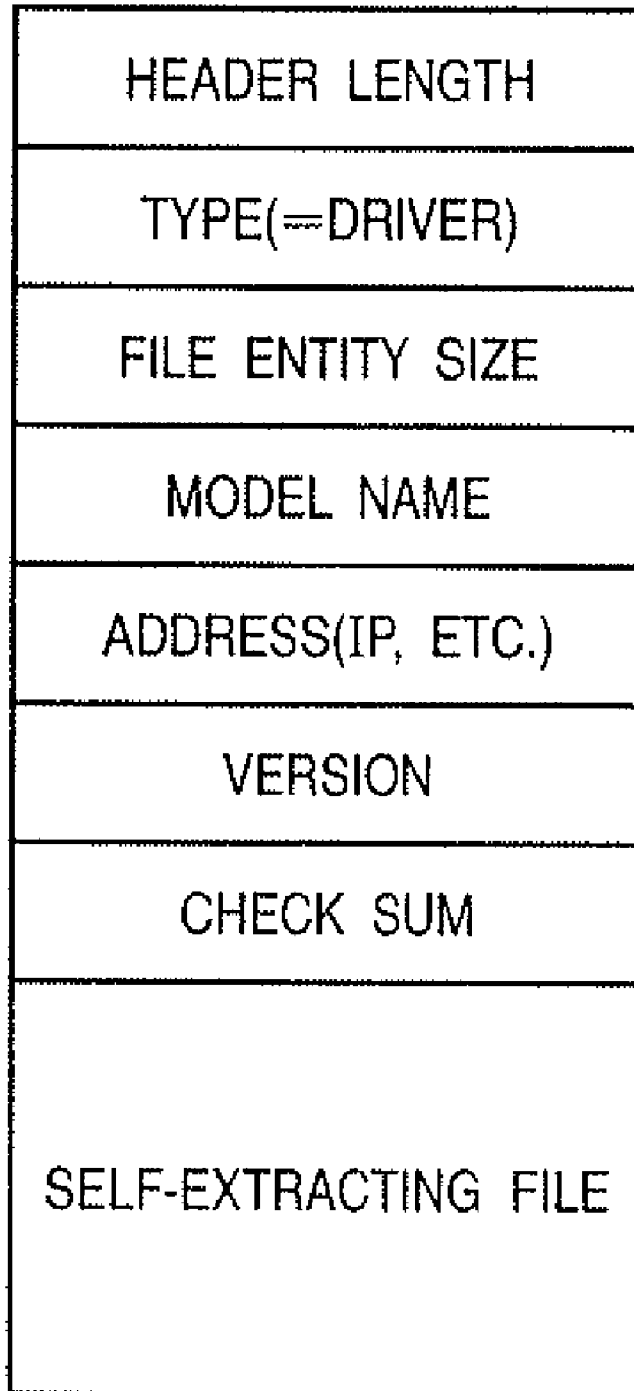 HEADER LENGTH
TYPE(=DRIVER)
FILE ENTITY SIZE
MODEL NAME
ADDRESS(IP, ETC.)
VERSION
CHECK SUM
SELF-EXTRACTING FILE